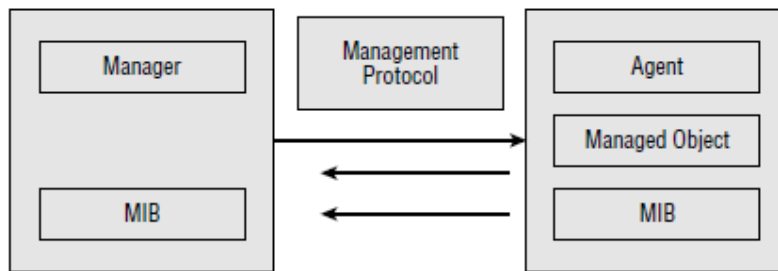 Manager
MIB
Management
Protocol
Agent
Managed Object
MIB